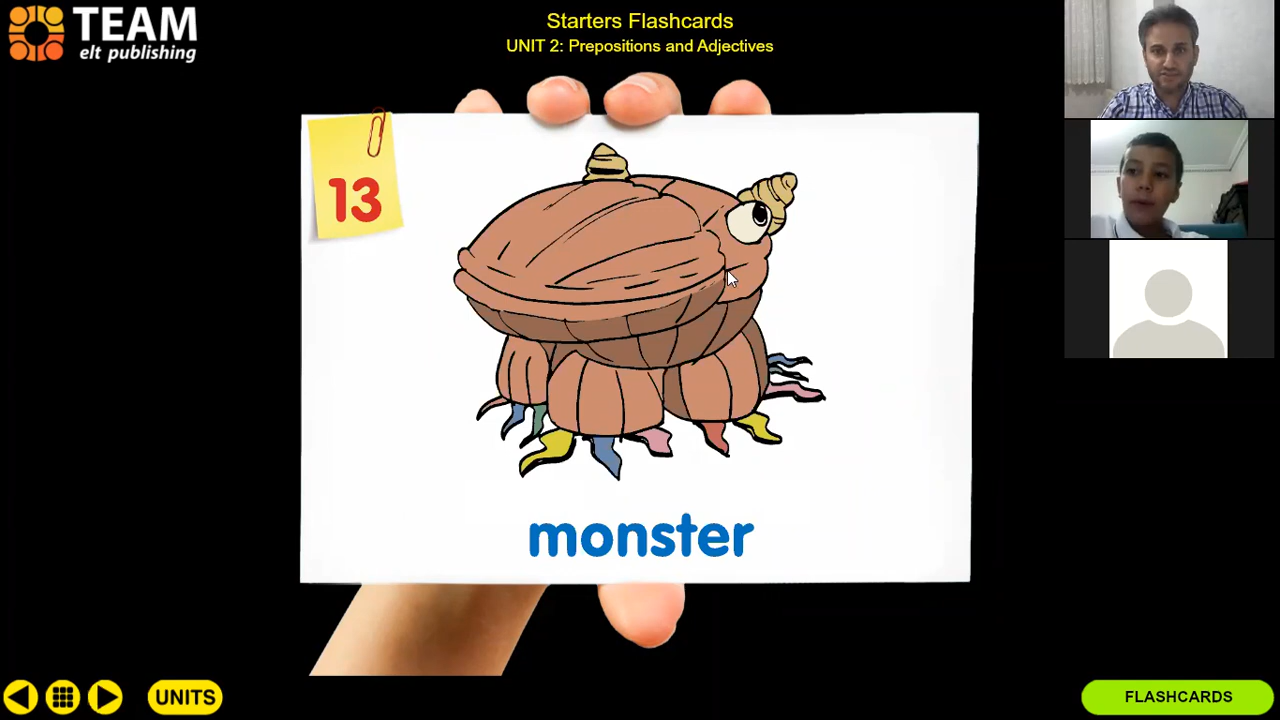 TEAM
elt publishing
Starters Flashcards
UNIT 2: Prepositions and Adjectives
13
monster
UNITS
FLASHCARDS